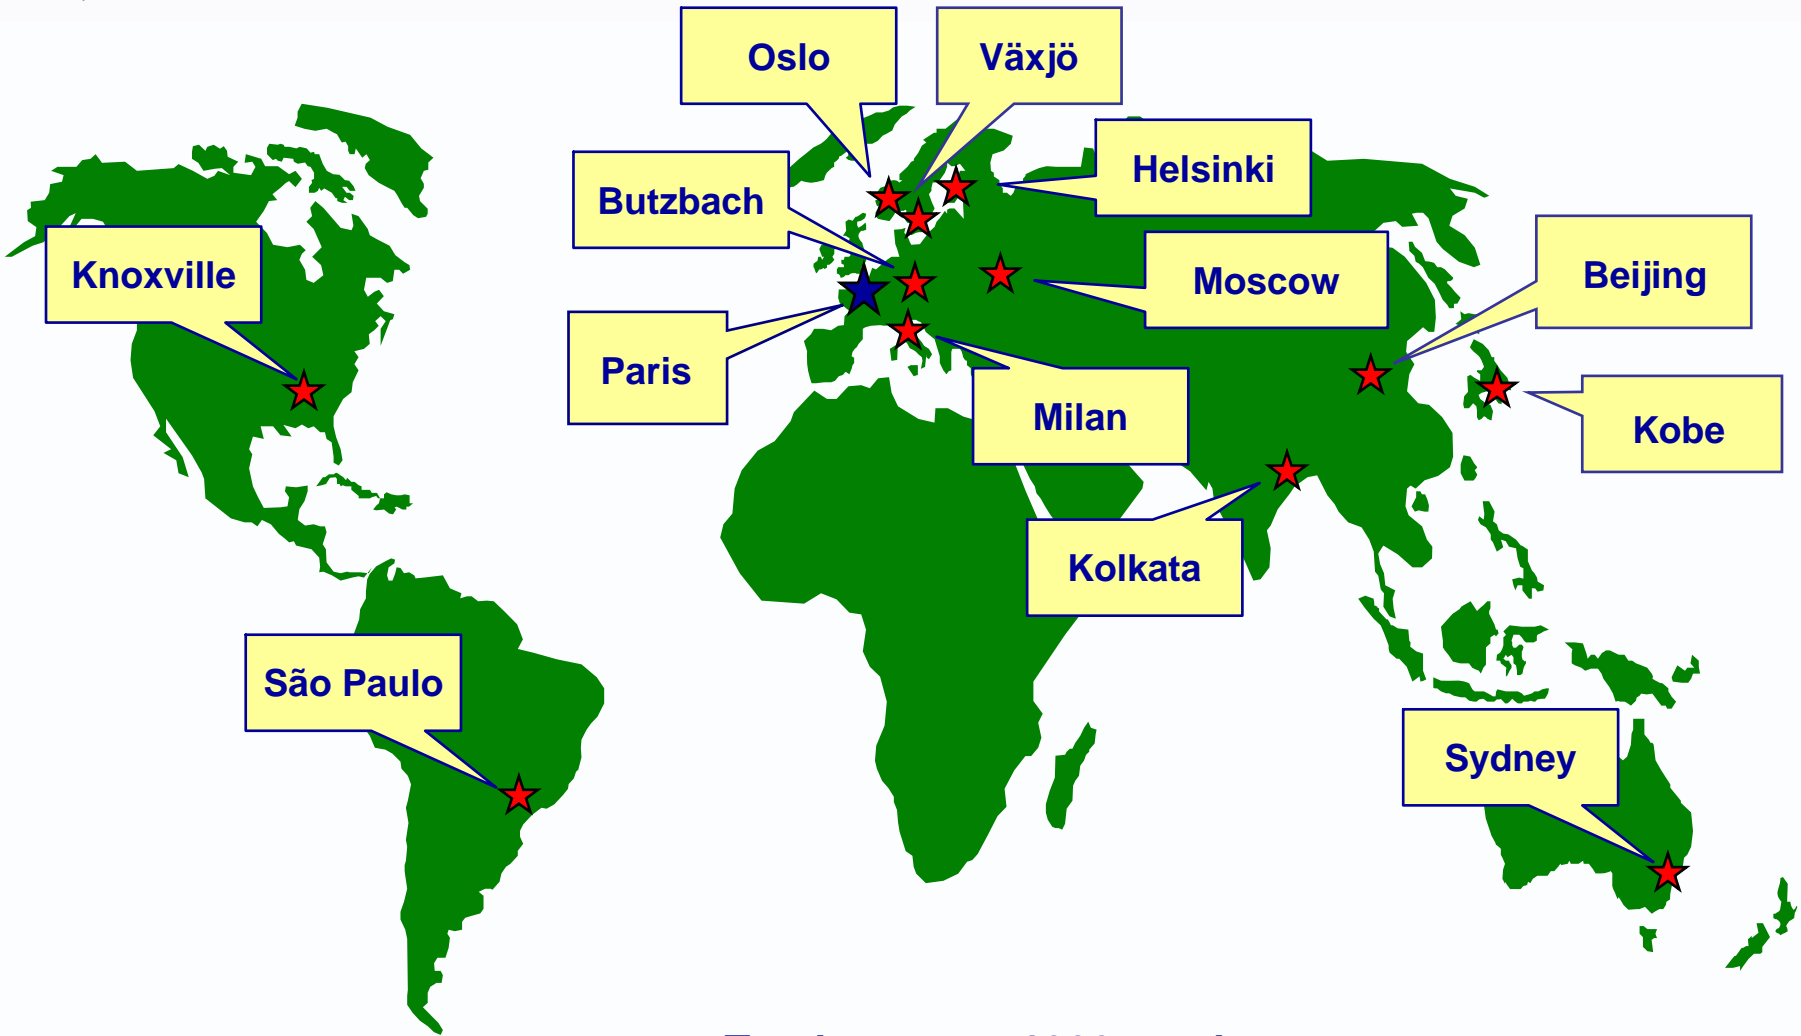 Oslo
Växjö
Helsinki
Butzbach
Knoxville
Moscow
Beijing
Paris
Milan
Kobe
Kolkata
São Paulo
Sydney